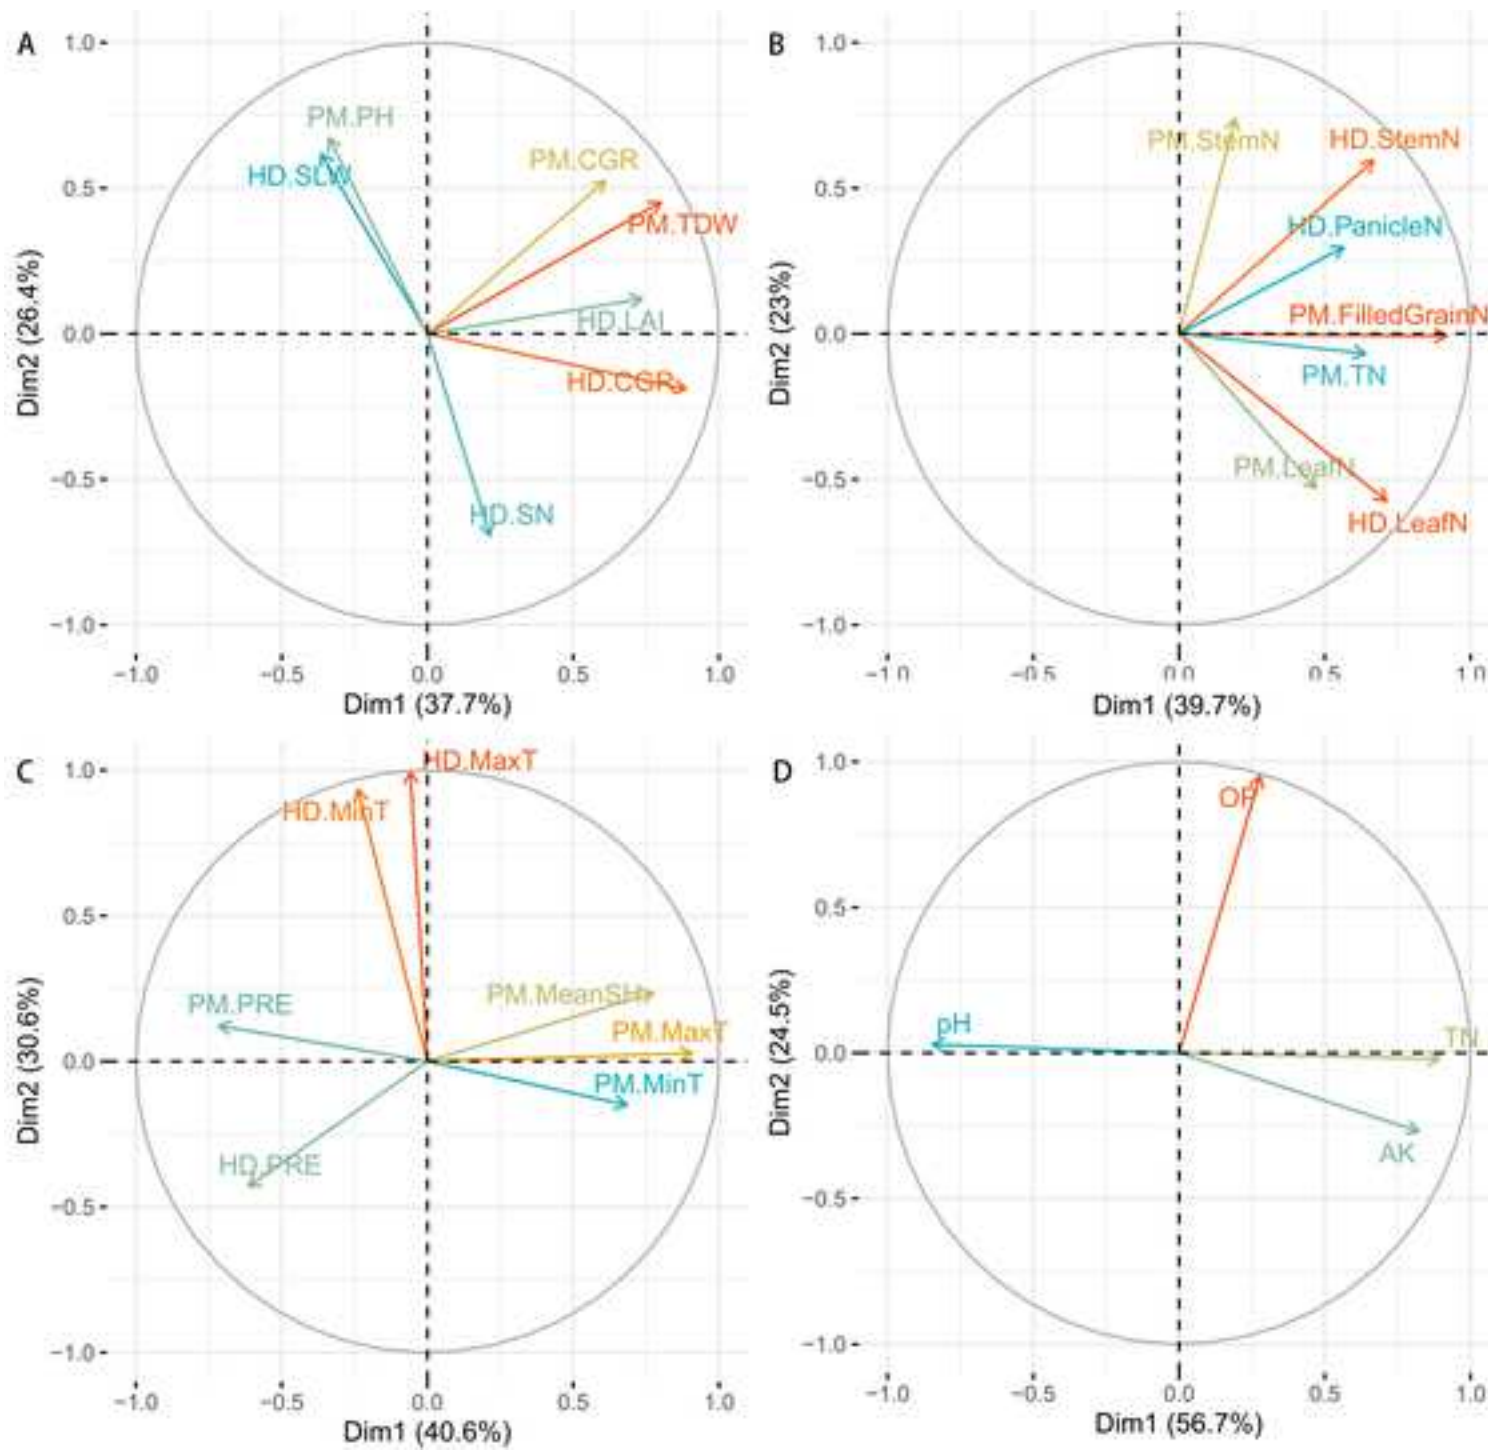 A
1.0
0.5
0.0
−0.5
−1.0
Dim2 (26.4%)
PM.PH
HD.SLW
PM.CGR
PM.TDW
HD.LAI
HD.CGR
HD.SN
−1.0 −0.5 0.0 0.5 1.0
Dim1 (37.7%)
B
1.0
0.5
0.0
−0.5
−1.0
Dim2 (23%)
PM.StemN
HD.StemN
HD.PanicleN
PM.FilledGrainN
PM.TN
PM.LeafN
HD.LeafN
−1.0 −0.5 0.0 0.5 1.0
Dim1 (39.7%)
C
1.0
0.5
0.0
−0.5
−1.0
Dim2 (30.6%)
HD.MaxT
HD.MinT
PM.PRE
PM.MeanSH
PM.MaxT
PM.MinT
HD.PRE
−1.0 −0.5 0.0 0.5 1.0
Dim1 (40.6%)
D
1.0
0.5
0.0
−0.5
−1.0
Dim2 (24.5%)
pH
TN
AK
−1.0 −0.5 0.0 0.5 1.0
Dim1 (56.7%)